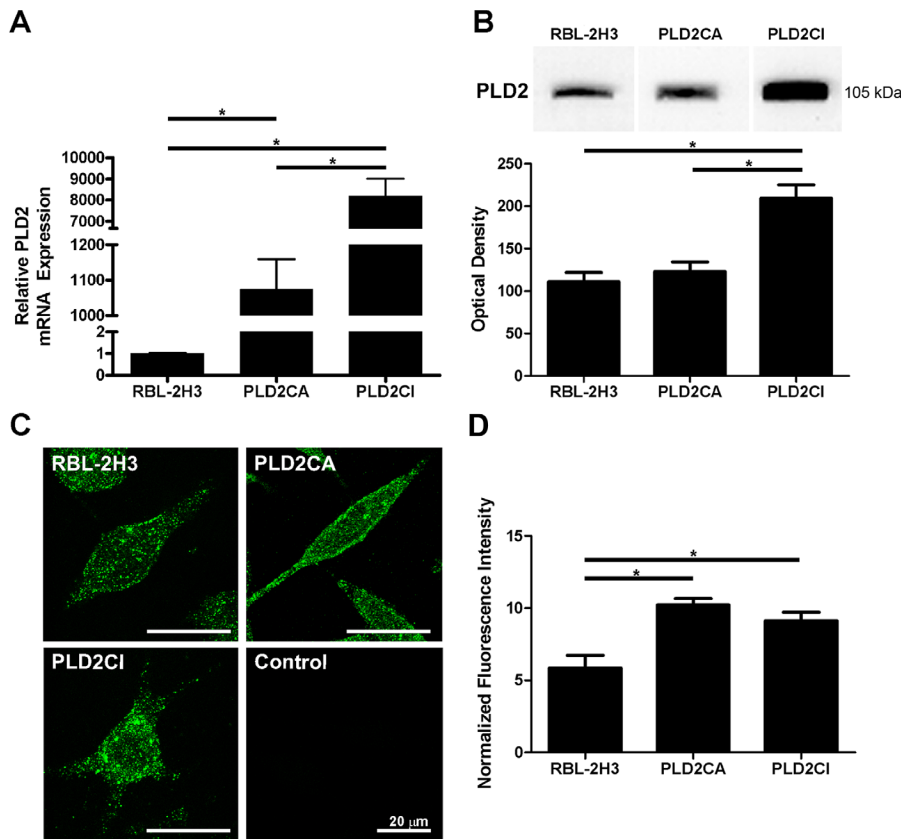 A
*
*
*
Relative PLD2
mRNA Expression
10000
9000
8000
7000
1200
1100
1000
2
1
0
RBL-2H3 PLD2CA PLD2CI
B
RBL-2H3 PLD2CA PLD2CI
PLD2
105 kDa
*
*
Optical Density
250
200
150
100
50
0
RBL-2H3 PLD2CA PLD2CI
C
RBL-2H3
PLD2CA
PLD2CI
Control
20 μm
D
*
*
Normalized Fluorescence Intensity
15
10
5
0
RBL-2H3 PLD2CA PLD2CI